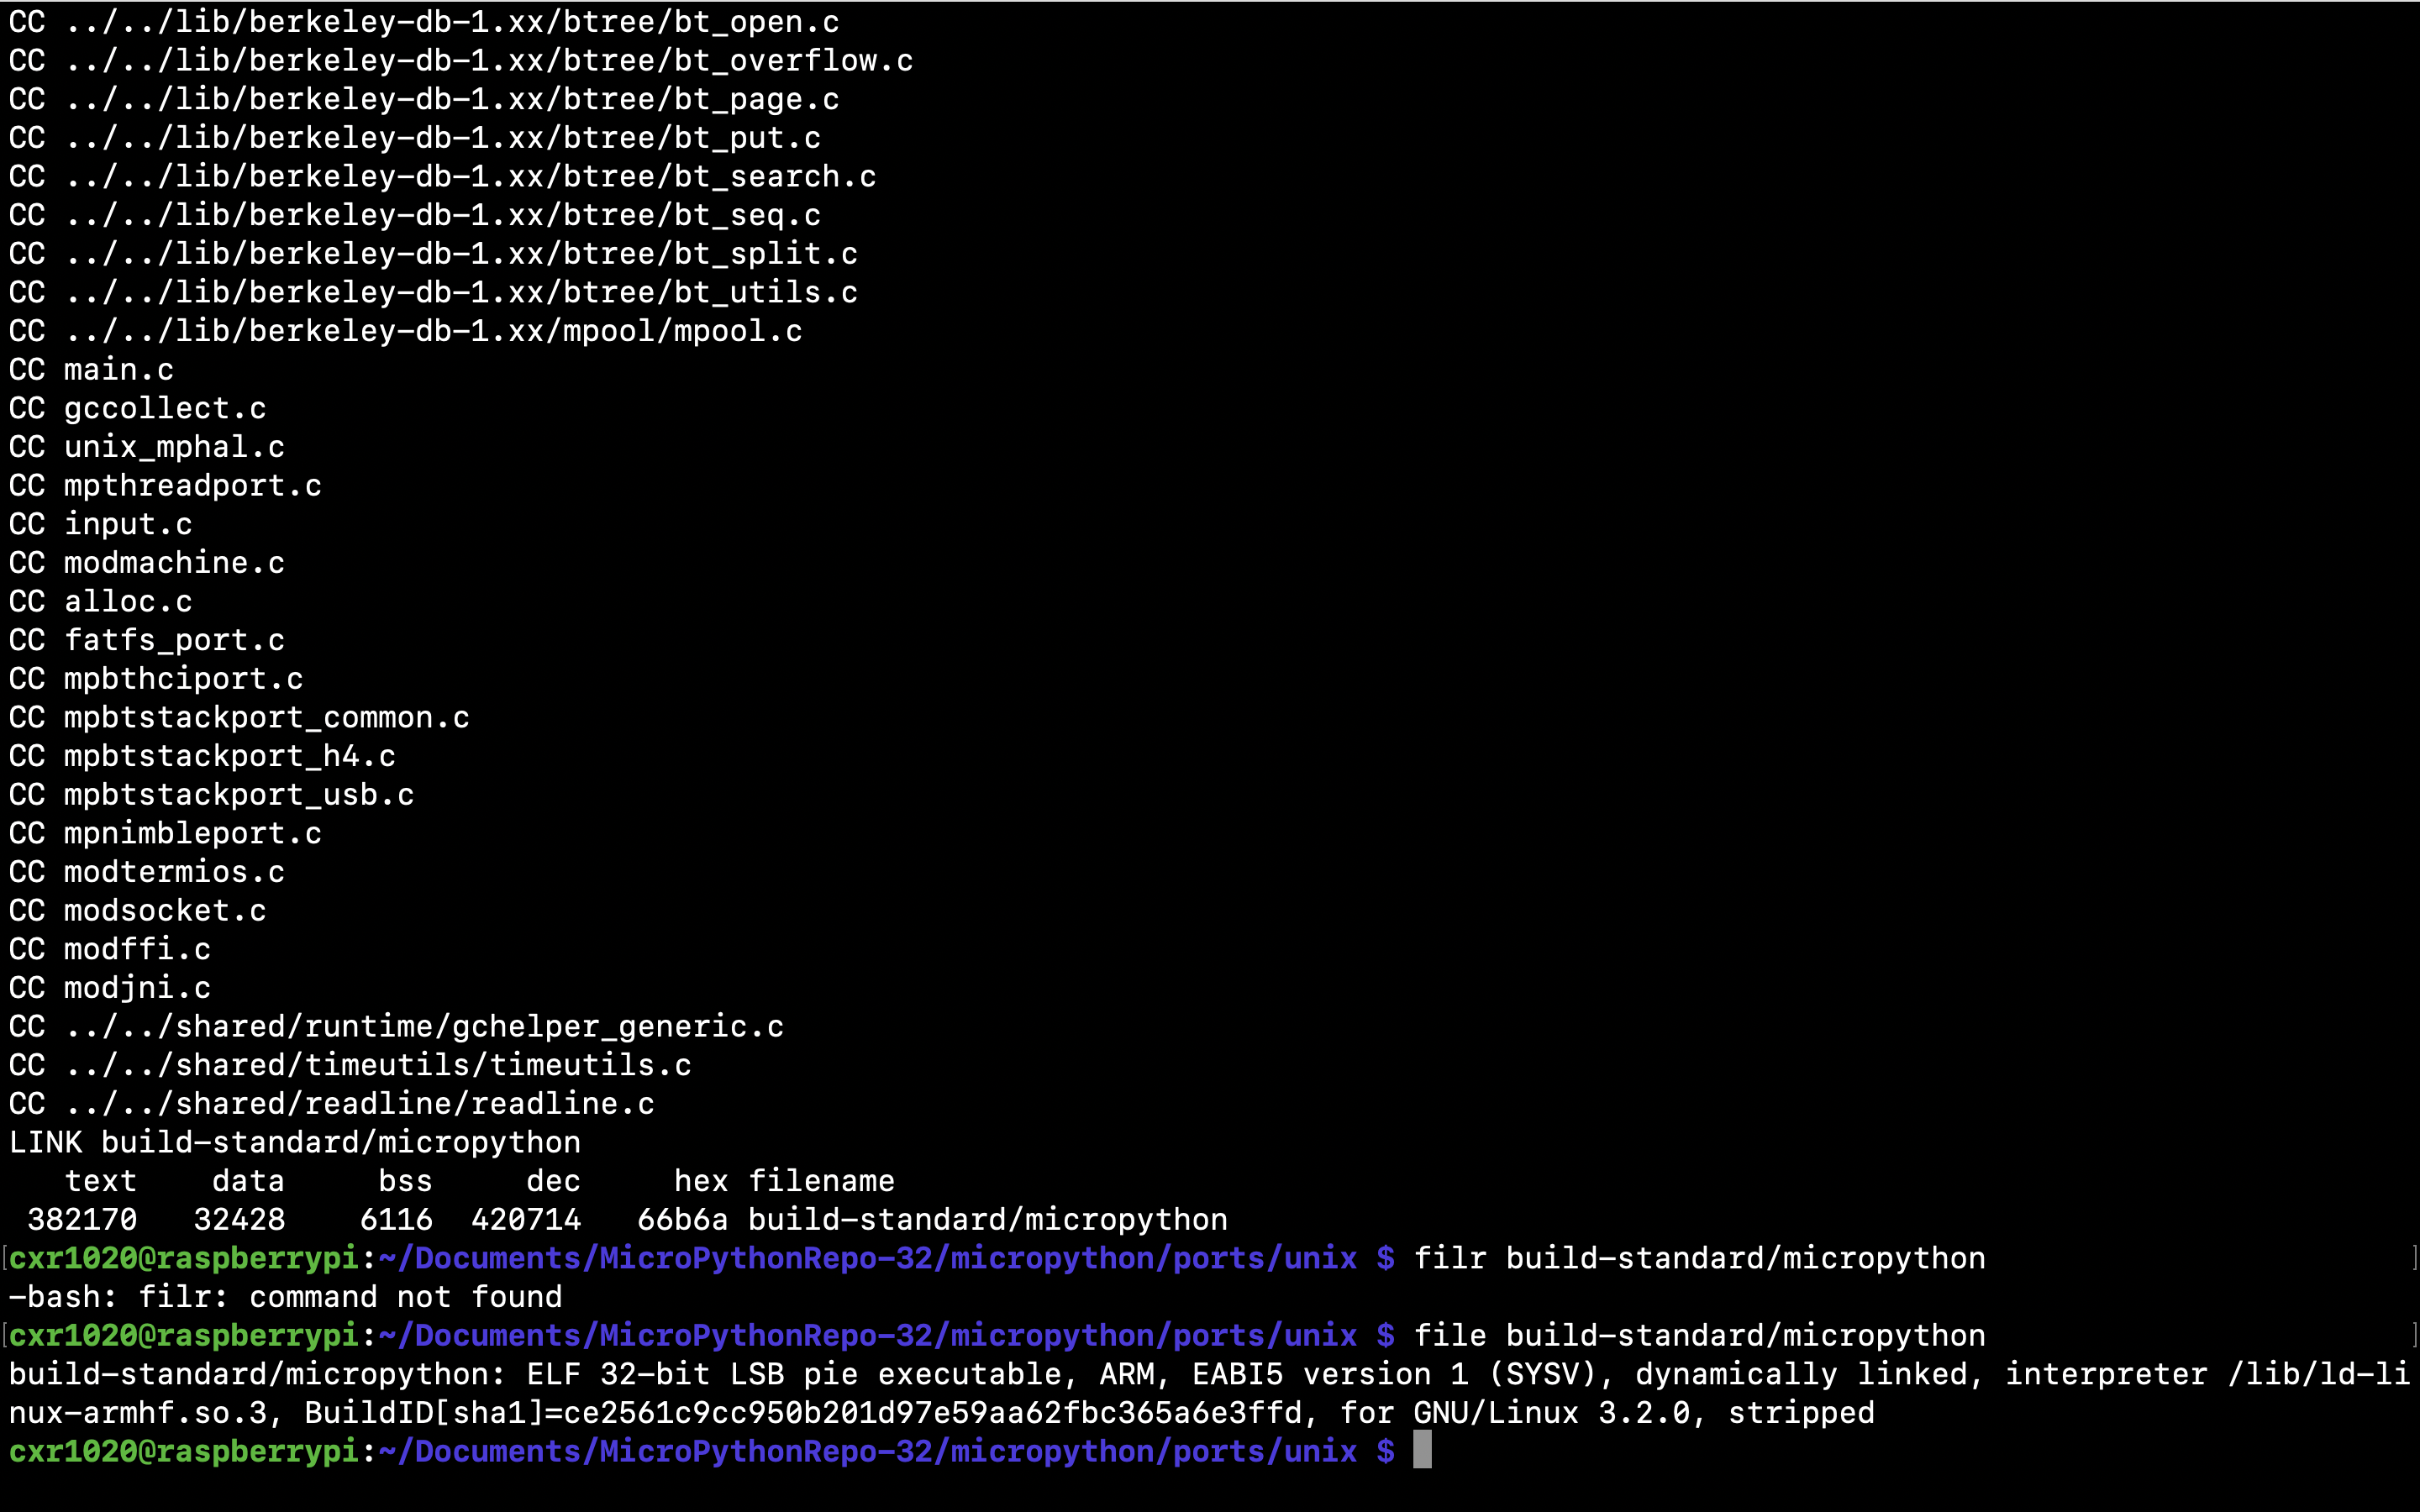 CC ../../lib/berkeley-db-1.xx/btree/bt_open.c
CC ../../lib/berkeley-db-1.xx/btree/bt_overflow.c
CC ../../lib/berkeley-db-1.xx/btree/bt_page.c
CC ../../lib/berkeley-db-1.xx/btree/bt_put.c
CC ../../lib/berkeley-db-1.xx/btree/bt_search.c
CC ../../lib/berkeley-db-1.xx/btree/bt_seq.c
CC ../../lib/berkeley-db-1.xx/btree/bt_split.c
CC ../../lib/berkeley-db-1.xx/btree/bt_utils.c
CC ../../lib/berkeley-db-1.xx/mpool/mpool.c
CC main.c
CC gccollect.c
CC unix_mphal.c
CC mpthreadport.c
CC input.c
CC modmachine.c
CC alloc.c
CC fatfs_port.c
CC mpbthciport.c
CC mpbtstackport_common.c
CC mpbtstackport_h4.c
CC mpbtstackport_usb.c
CC mpnimbleport.c
CC modtermios.c
CC modsocket.c
CC modffi.c
CC modjni.c
CC ../../shared/runtime/gchelper_generic.c
CC ../../shared/timeutils/timeutils.c
CC ../../shared/readline/readline.c
LINK build-standard/micropython
   text    data     bss     dec     hex filename
 382170   32428    6116  420714   66b6a build-standard/micropython
[cxr1020@raspberrypi:~/Documents/MicroPythonRepo-32/micropython/ports/unix $ filr build-standard/micropython ]
-bash: filr: command not found
[cxr1020@raspberrypi:~/Documents/MicroPythonRepo-32/micropython/ports/unix $ file build-standard/micropython ]
build-standard/micropython: ELF 32-bit LSB pie executable, ARM, EABI5 version 1 (SYSV), dynamically linked, interpreter /lib/ld-li
nux-armhf.so.3, BuildID[sha1]=ce2561c9cc950b201d97e59aa62fbc365a6e3ffd, for GNU/Linux 3.2.0, stripped
cxr1020@raspberrypi:~/Documents/MicroPythonRepo-32/micropython/ports/unix $